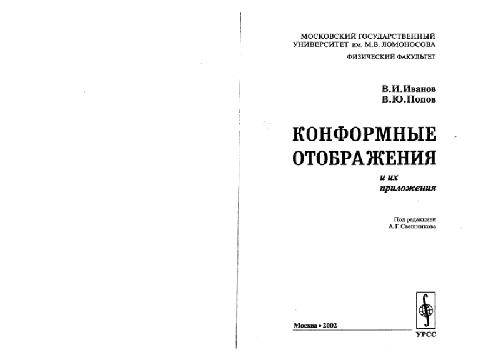 МОСКОВСКИЙ ГОСУДАРСТВЕННЫЙ
УНИВЕРСИТЕТ им. М.В. ЛОМОНОСОВА
ФИЗИЧЕСКИЙ ФАКУЛЬТЕТ
В.И.Иванов
В.Ю.Попов
КОНФОРМНЫЕ
ОТОБРАЖЕНИЯ
и их
приложения
Под редакцией
А.Г.Свешникова
Москва • 2002
УРСС